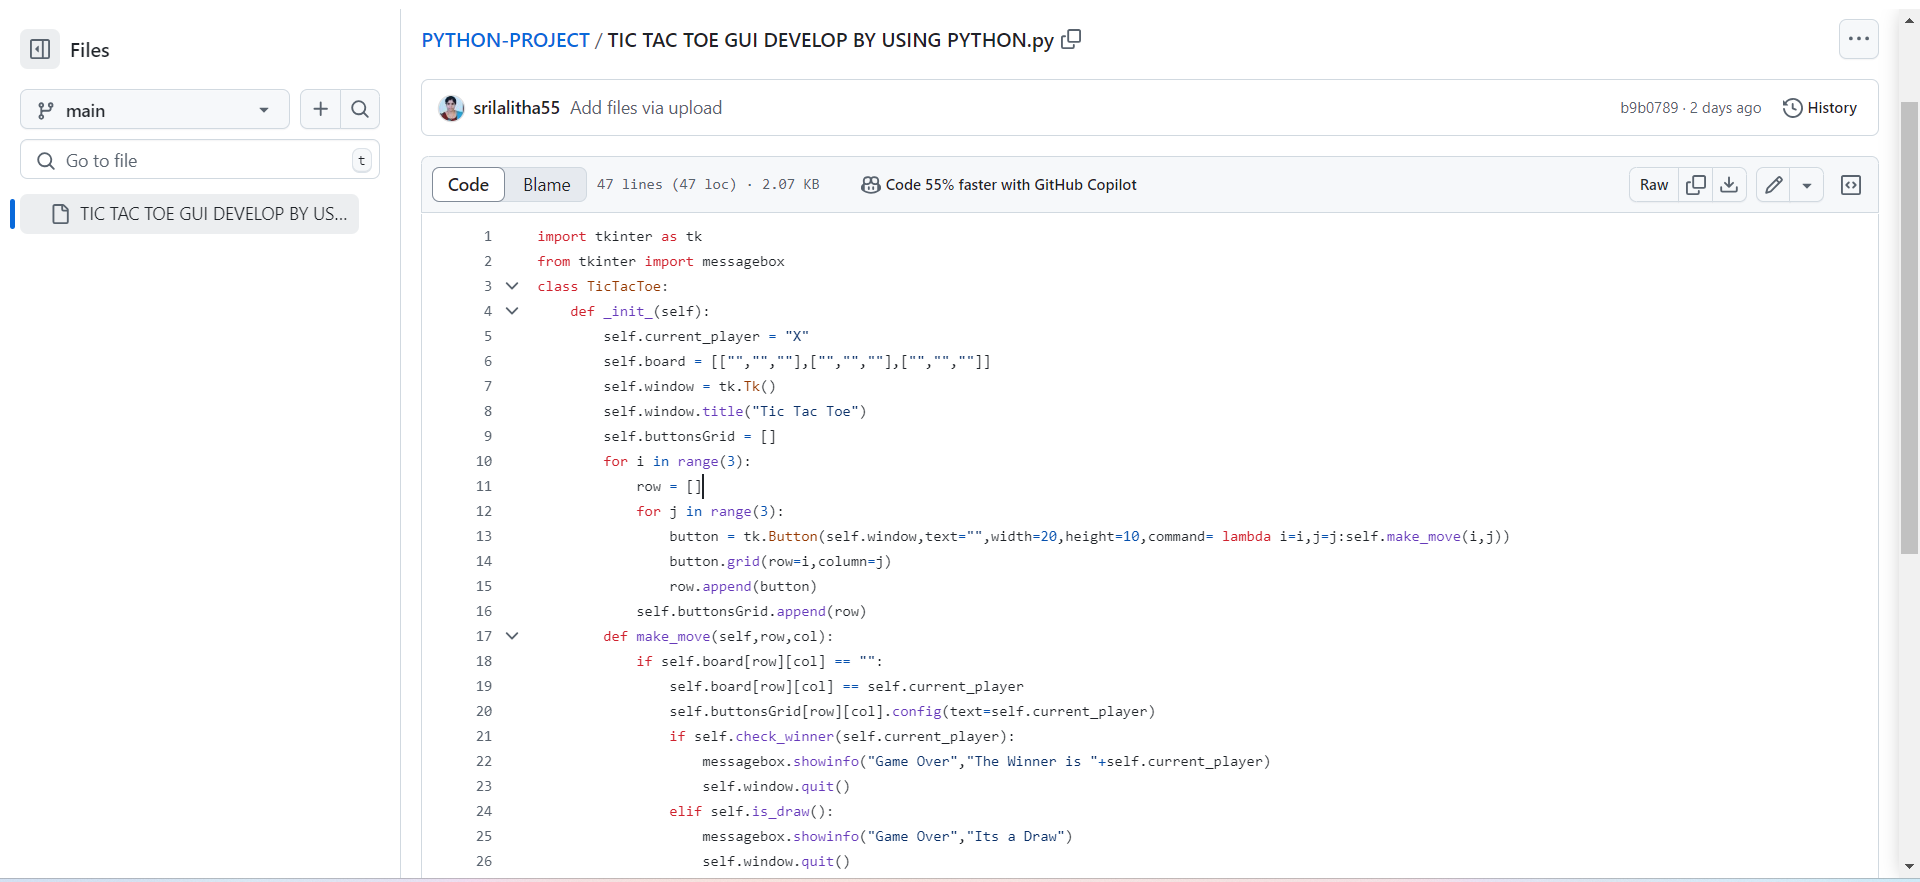 Files
main
Go to file
t
TIC TAC TOE GUI DEVELOP BY US...
PYTHON-PROJECT / TIC TAC TOE GUI DEVELOP BY USING PYTHON.py
srilalitha55 Add files via upload
b9b0789 · 2 days ago
History
Code
Blame
47 lines (47 loc) · 2.07 KB
Code 55% faster with GitHub Copilot
Raw
1 import tkinter as tk
2 from tkinter import messagebox
3 class TicTacToe:
4     def _init_(self):
5         self.current_player = "X"
6         self.board = [["","",""],["","",""],["","",""]]
7         self.window = tk.Tk()
8         self.window.title("Tic Tac Toe")
9         self.buttonsGrid = []
10         for i in range(3):
11             row = []
12             for j in range(3):
13                 button = tk.Button(self.window,text="",width=20,height=10,command= lambda i=i,j=j:self.make_move(i,j))
14                 button.grid(row=i,column=j)
15                 row.append(button)
16             self.buttonsGrid.append(row)
17         def make_move(self,row,col):
18             if self.board[row][col] == "":
19                 self.board[row][col] == self.current_player
20                 self.buttonsGrid[row][col].config(text=self.current_player)
21                 if self.check_winner(self.current_player):
22                     messagebox.showinfo("Game Over","The Winner is "+self.current_player)
23                     self.window.quit()
24                 elif self.is_draw():
25                     messagebox.showinfo("Game Over","Its a Draw")
26                     self.window.quit()